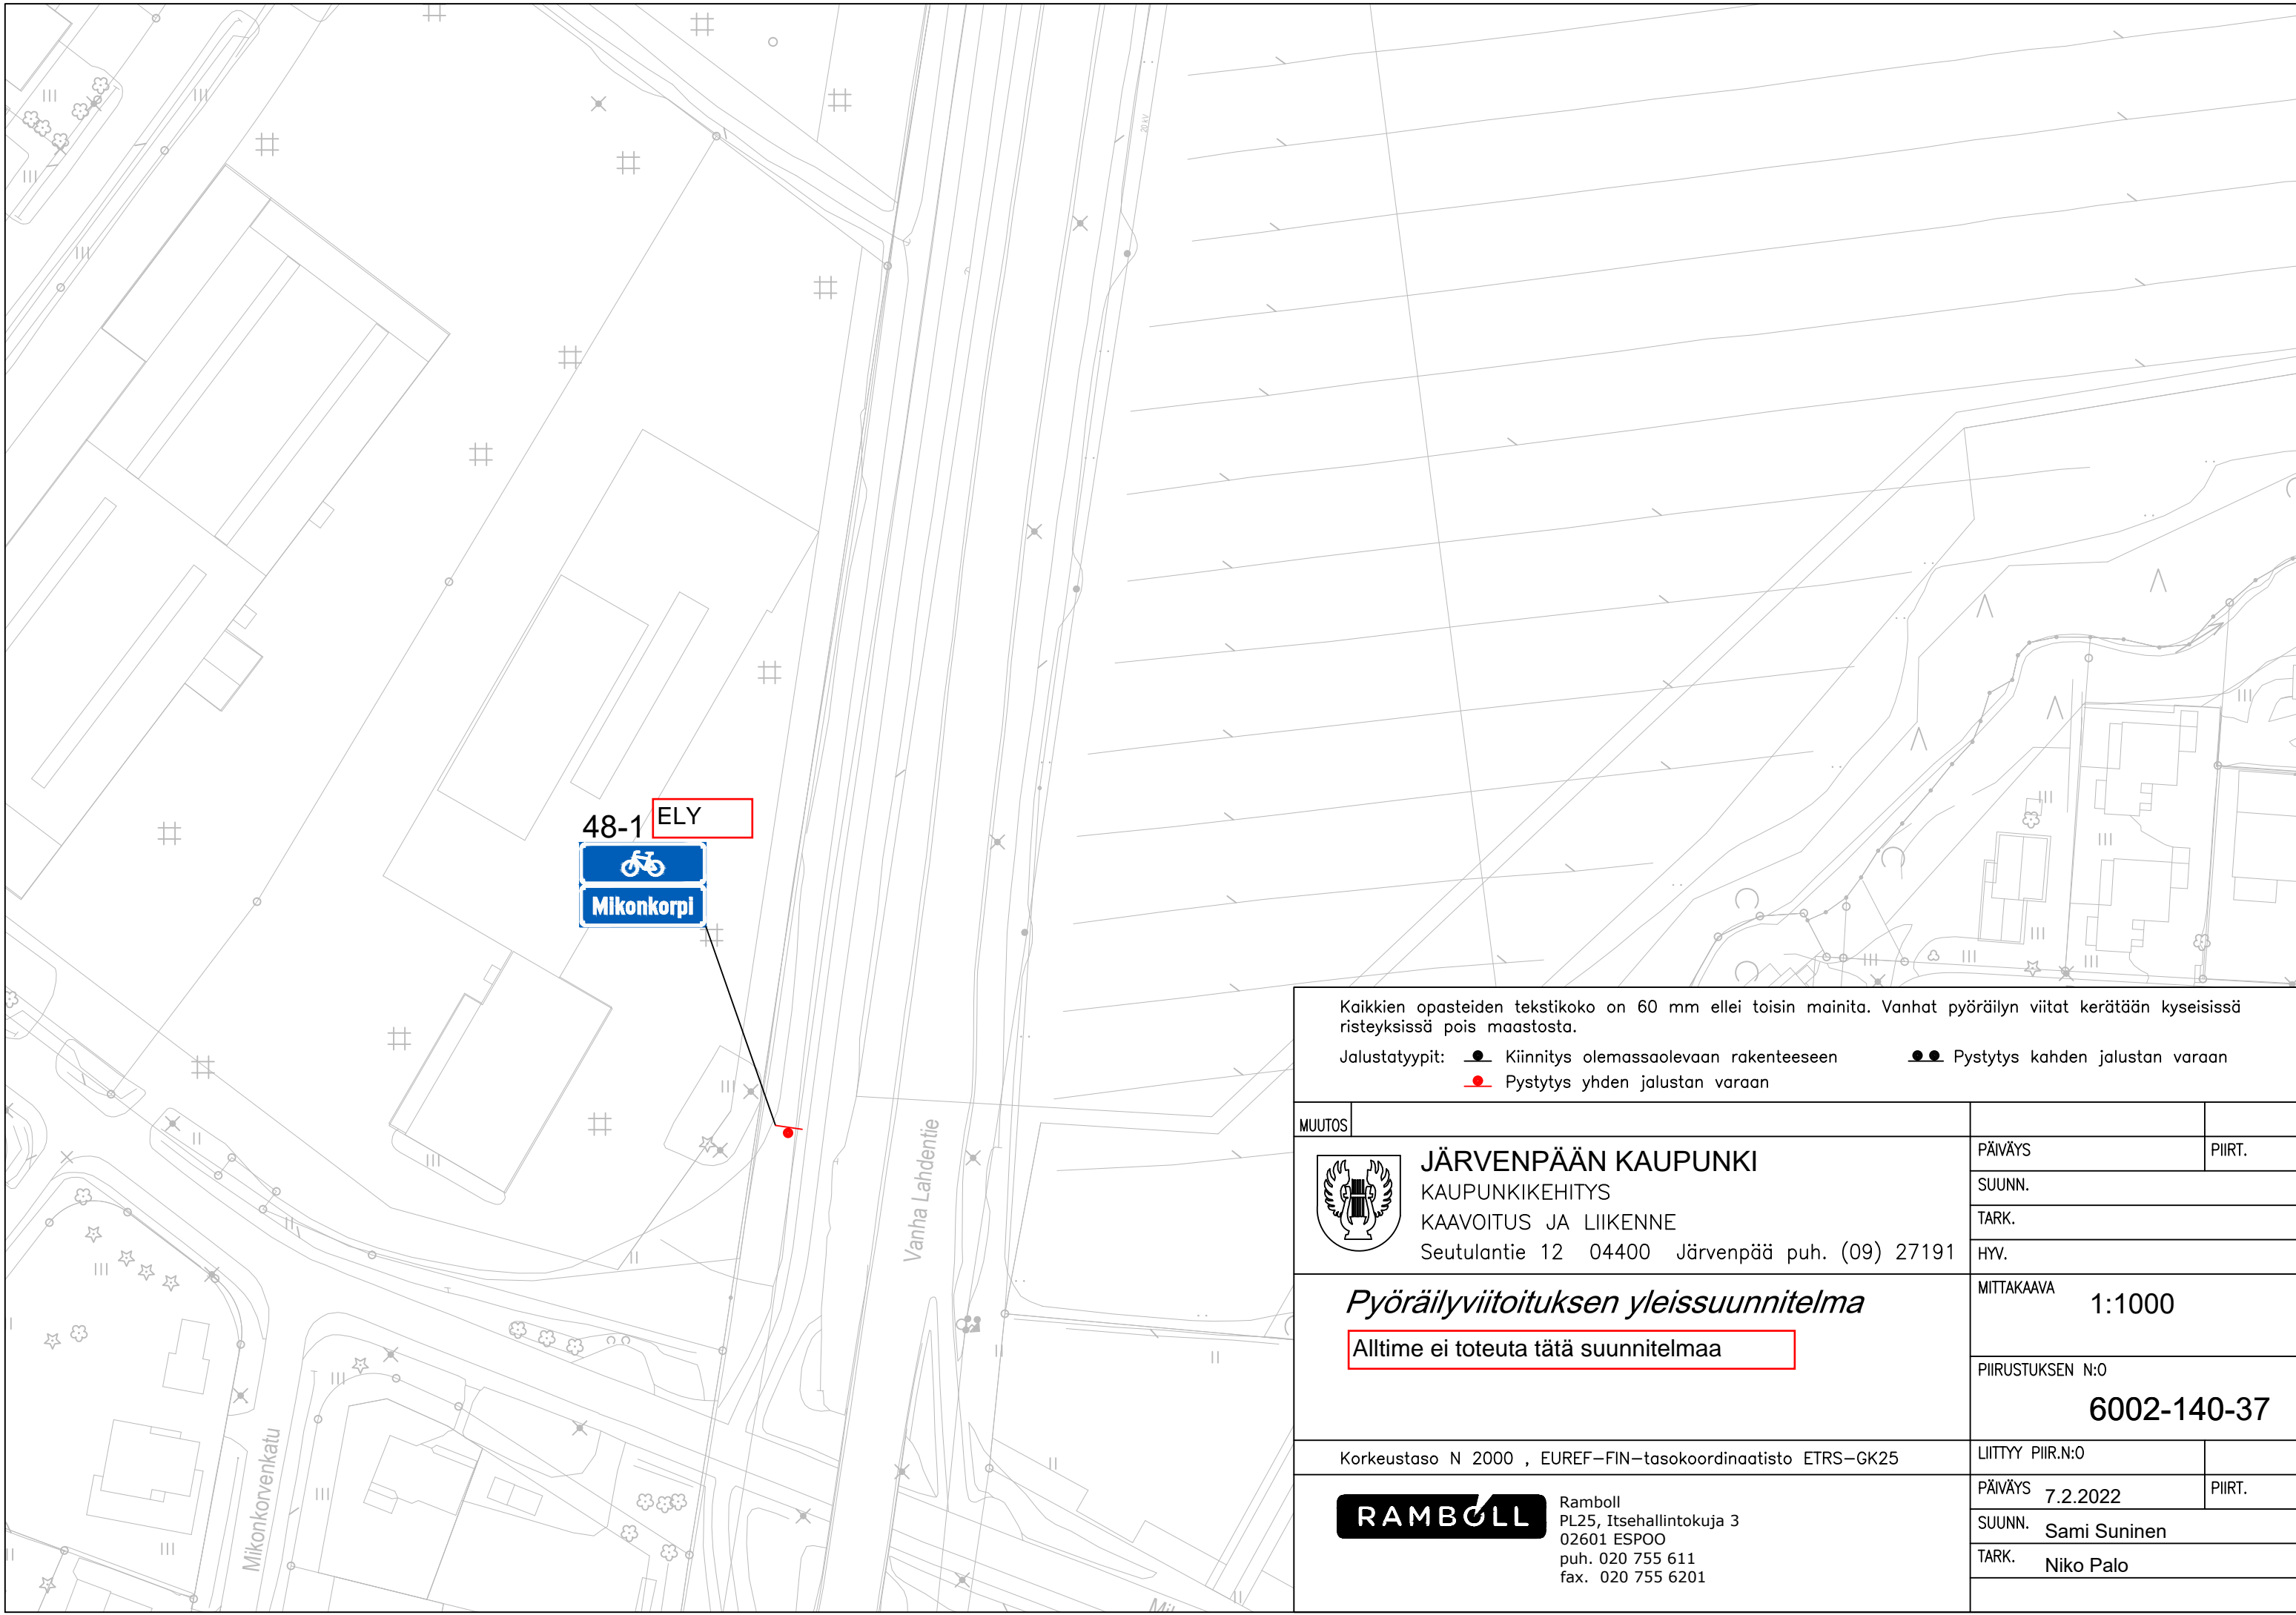 20 kV
48-1 ELY
Mikonkorpi
Vanha Lahdentie
Mikonkorvenkatu
Kaikkien opasteiden tekstikoko on 60 mm ellei toisin mainita. Vanhat pyöräilyn viitat kerätään kyseisissä
risteyksissä pois maastosta.
Jalustatyypit: Kiinnitys olemassaolevaan rakenteeseen Pystytys kahden jalustan varaan
Pystytys yhden jalustan varaan
MUUTOS
JÄRVENPÄÄN KAUPUNKI
KAUPUNKIKEHITYS
KAAVOITUS JA LIIKENNE
Seutulantie 12 04400 Järvenpää puh. (09) 27191
PÄIVÄYS PIIRT.
SUUNN.
TARK.
HYV.
Pyöräilyviitoituksen yleissuunnitelma
Alltime ei toteuta tätä suunnitelmaa
MITTAKAAVA
1:1000
PIIRUSTUKSEN N:O
6002-140-37
Korkeustaso N 2000 , EUREF-FIN-tasokoordinaatisto ETRS-GK25
LIITTYY PIIR.N:O
RAMBOLL
Ramboll
PL25, Itsehallintokuja 3
02601 ESPOO
puh. 020 755 611
fax. 020 755 6201
PÄIVÄYS 7.2.2022 PIIRT.
SUUNN. Sami Suninen
TARK. Niko Palo